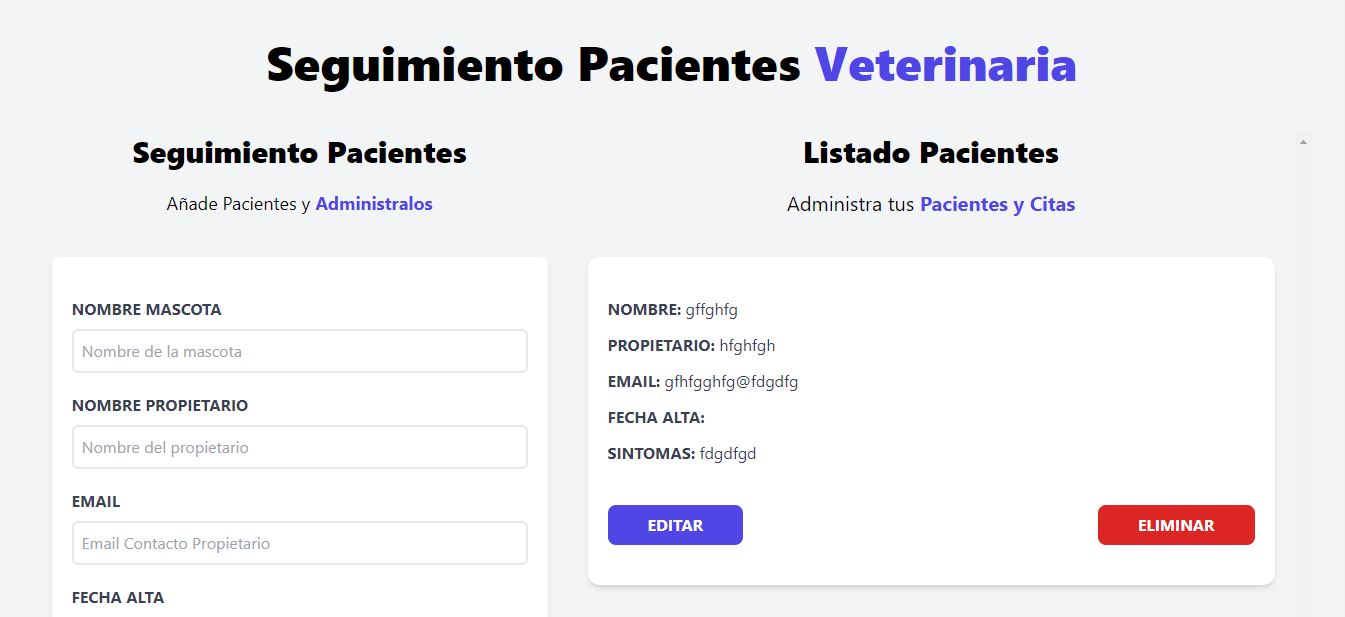 Seguimiento Pacientes Veterinaria
Seguimiento Pacientes
Añade Pacientes y Administralos
NOMBRE MASCOTA
Nombre de la mascota
NOMBRE PROPIETARIO
Nombre del propietario
EMAIL
Email Contacto Propietario
FECHA ALTA
Listado Pacientes
Administra tus Pacientes y Citas
NOMBRE: gffghfg
PROPIETARIO: hfghfgh
EMAIL: gfhfgghfg@fdgdfg
FECHA ALTA:
SINTOMAS: fdgdfgd
EDITAR
ELIMINAR